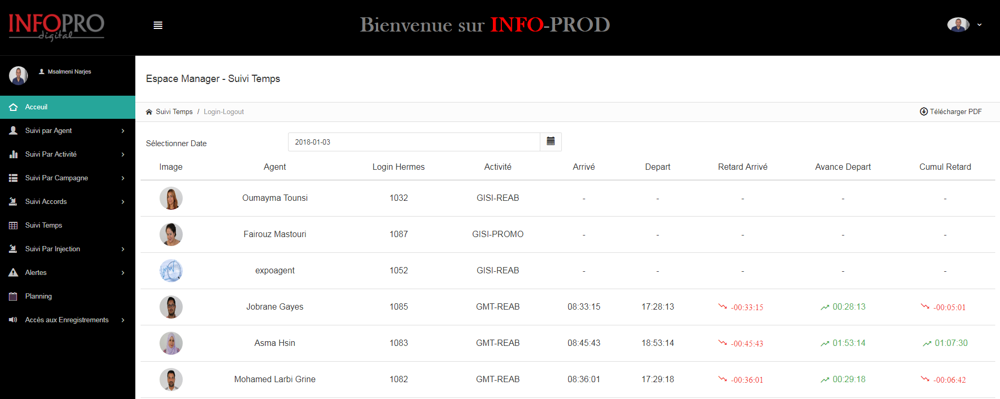 INFOPRO
digital
Bienvenue sur INFO-PROD
Msalmeni Narjes
Acceuil
Suivi par Agent
Suivi Par Activité
Suivi Par Campagne
Suivi Accords
Suivi Temps
Suivi Par Injection
Alertes
Planning
Accès aux Enregistrements
Espace Manager - Suivi Temps
Suivi Temps / Login-Logout
Télécharger PDF
Sélectionner Date 2018-01-03
Image Agent Login Hermes Activité Arrivé Depart Retard Arrivé Avance Depart Cumul Retard
Oumayma Tounsi 1032 GISI-REAB - - - - -
Fairouz Mastouri 1087 GISI-PROMO - - - - -
expoagent 1052 GISI-REAB - - - - -
Jobrane Gayes 1085 GMT-REAB 08:33:15 17:28:13 -00:33:15 00:28:13 -00:05:01
Asma Hsin 1083 GMT-REAB 08:45:43 18:53:14 -00:45:43 01:53:14 01:07:30
Mohamed Larbi Grine 1082 GMT-REAB 08:36:01 17:29:18 -00:36:01 00:29:18 -00:06:42